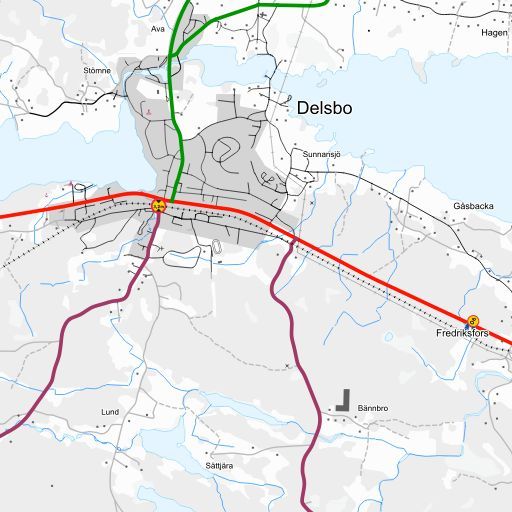 Ava
Hagen
Stömne
Delsbo
Sunnansjö
Gåsbacka
Fredriksfors
Lund
Bännbro
Sättjära